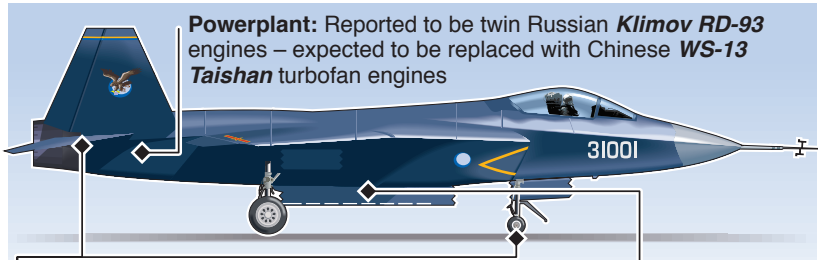 Powerplant: Reported to be twin Russian Klimov RD-93
engines – expected to be replaced with Chinese WS-13
Taishan turbofan engines
31001